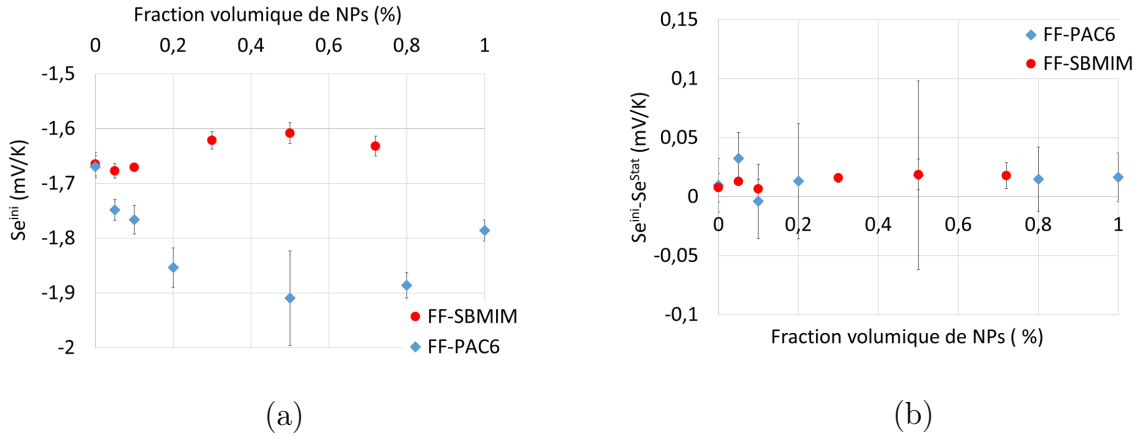 Fraction volumique de NPs (%)
0 0,2 0,4 0,6 0,8 1
-1,5
-1,6
-1,7
-1,8
-1,9
-2
Se^ini (mV/K)
FF-SBMIM
FF-PAC6
(a)
0,15
0,1
0,05
0
-0,05
-0,1
Se^ini-Se^Stat (mV/K)
FF-PAC6
FF-SBMIM
0 0,2 0,4 0,6 0,8 1
Fraction volumique de NPs ( %)
(b)